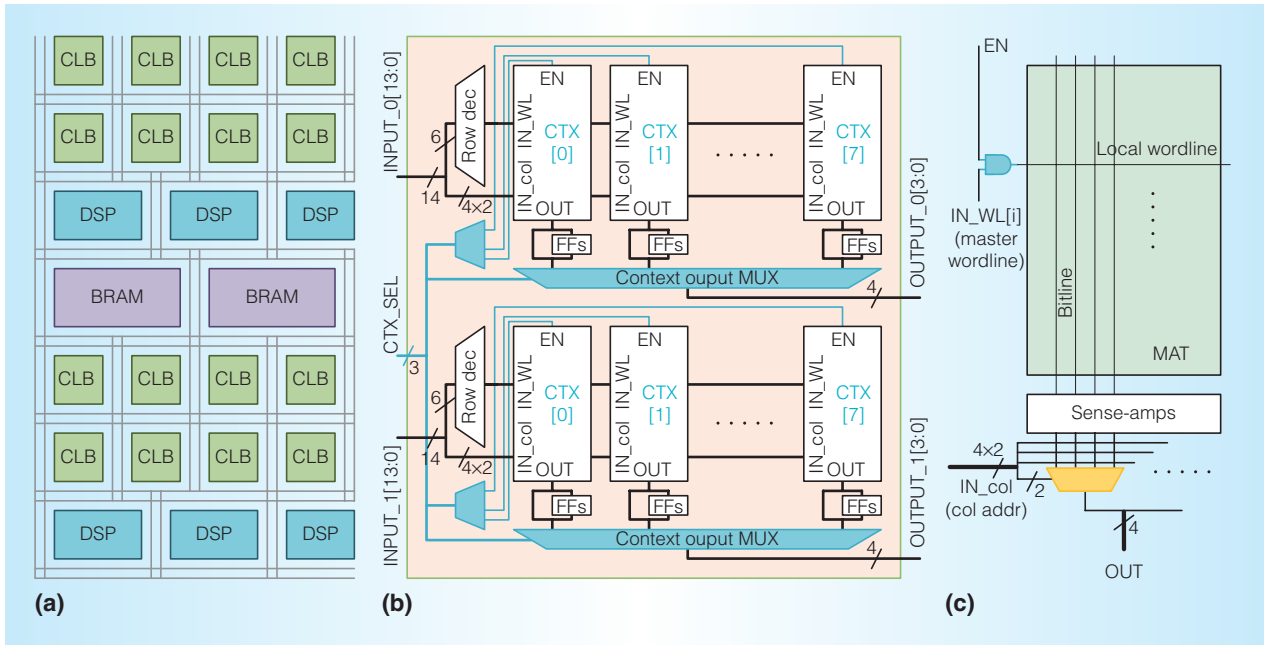 CLB CLB CLB CLB
CLB CLB CLB CLB
DSP DSP DSP
BRAM BRAM
CLB CLB CLB CLB
CLB CLB CLB CLB
DSP DSP DSP
(a)
INPUT_0[13:0]
14
6
4×2
Row dec
EN
IN_WL
IN_col
CTX
[0]
OUT
FFs
EN
IN_WL
IN_col
CTX
[1]
OUT
FFs
. . . . .
EN
IN_WL
IN_col
CTX
[7]
OUT
FFs
Context ouput MUX
4
OUTPUT_0[3:0]
CTX_SEL
3
INPUT_1[13:0]
14
6
4×2
Row dec
EN
IN_WL
IN_col
CTX
[0]
OUT
FFs
EN
IN_WL
IN_col
CTX
[1]
OUT
FFs
. . . . .
EN
IN_WL
IN_col
CTX
[7]
OUT
FFs
Context ouput MUX
4
OUTPUT_1[3:0]
(b)
EN
Local wordline
IN_WL[i]
(master
wordline)
Bitline
MAT
Sense-amps
4×2
IN_col
(col addr)
2
. . . . .
4
OUT
(c)